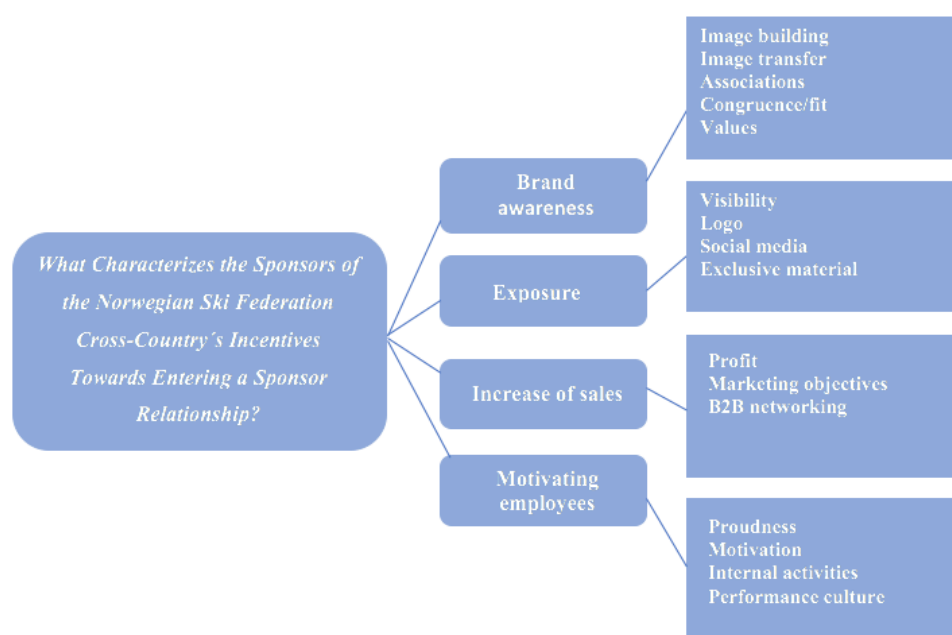 What Characterizes the Sponsors of
the Norwegian Ski Federation
Cross-Country´s Incentives
Towards Entering a Sponsor
Relationship?
Brand
awareness
Image building
Image transfer
Associations
Congruence/fit
Values
Exposure
Visibility
Logo
Social media
Exclusive material
Increase of sales
Profit
Marketing objectives
B2B networking
Motivating
employees
Proudness
Motivation
Internal activities
Performance culture